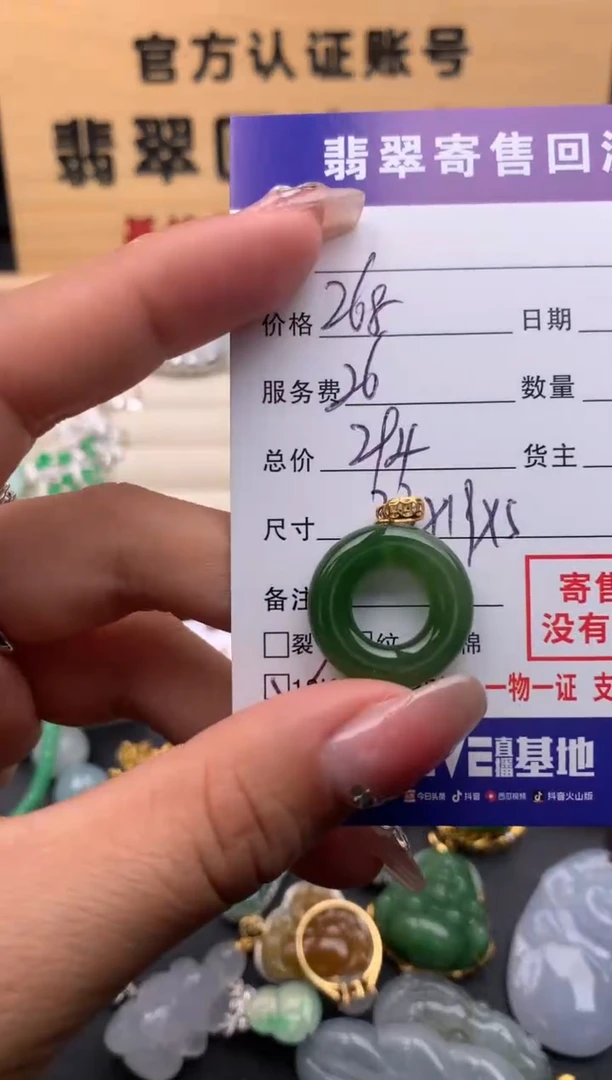 官方认证账号
翡翠
翡翠寄售回
价格 268 日期
服务费 26 数量
总价 294 货主
尺寸 x19x5
备注
裂 纹 棉
寄售
没有
一物一证 支
直播基地
今日头条 抖音 西瓜视频 抖音火山版